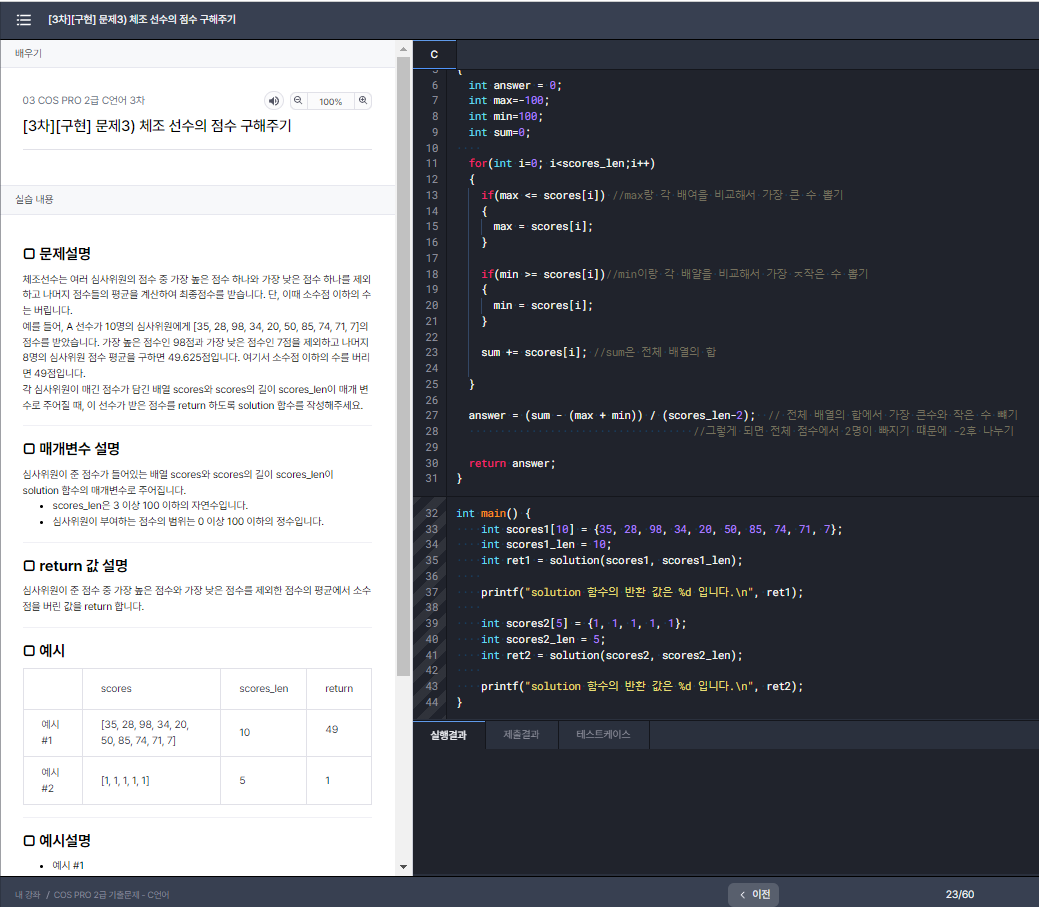 [3차][구현] 문제3) 체조 선수의 점수 구해주기
배우기
03 COS PRO 2급 C언어 3차
100%
[3차][구현] 문제3) 체조 선수의 점수 구해주기
실습 내용
문제설명
체조선수는 여러 심사위원의 점수 중 가장 높은 점수 하나와 가장 낮은 점수 하나를 제외
하고 나머지 점수들의 평균을 계산하여 최종점수를 받습니다. 단, 이때 소수점 이하의 수
는 버립니다.
예를 들어, A 선수가 10명의 심사위원에게 [35, 28, 98, 34, 20, 50, 85, 74, 71, 7]의
점수를 받았습니다. 가장 높은 점수인 98점과 가장 낮은 점수인 7점을 제외하고 나머지
8명의 심사위원 점수 평균을 구하면 49.625점입니다. 여기서 소수점 이하의 수를 버리
면 49점입니다.
각 심사위원이 매긴 점수가 담긴 배열 scores와 scores의 길이 scores_len이 매개 변
수로 주어질 때, 이 선수가 받은 점수를 return 하도록 solution 함수를 작성해주세요.
매개변수 설명
심사위원이 준 점수가 들어있는 배열 scores와 scores의 길이 scores_len이
solution 함수의 매개변수로 주어집니다.
• scores_len은 3 이상 100 이하의 자연수입니다.
• 심사위원이 부여하는 점수의 범위는 0 이상 100 이하의 정수입니다.
return 값 설명
심사위원이 준 점수 중 가장 높은 점수와 가장 낮은 점수를 제외한 점수의 평균에서 소수
점을 버린 값을 return 합니다.
예시
scores scores_len return
예시 #1 [35, 28, 98, 34, 20, 50, 85, 74, 71, 7] 10 49
예시 #2 [1, 1, 1, 1, 1] 5 1
예시설명
• 예시 #1
C
5 {
6 int answer = 0;
7 int max=-100;
8 int min=100;
9 int sum=0;
10
11 for(int i=0; i<scores_len;i++)
12 {
13 if(max <= scores[i]) //max랑 각 배여을 비교해서 가장 큰 수 뽑기
14 {
15 max = scores[i];
16 }
17
18 if(min >= scores[i])//min이랑 각 배얄을 비교해서 가장 ㅈ작은 수 뽑기
19 {
20 min = scores[i];
21 }
22
23 sum += scores[i]; //sum은 전체 배열의 합
24
25 }
26
27 answer = (sum - (max + min)) / (scores_len-2); // 전체 배열의 합에서 가장 큰수와 작은 수 뺴기
28 //그렇게 되면 전체 점수에서 2명이 빠지기 때문에 -2후 나누기
29
30 return answer;
31 }
32 int main() {
33 int scores1[10] = {35, 28, 98, 34, 20, 50, 85, 74, 71, 7};
34 int scores1_len = 10;
35 int ret1 = solution(scores1, scores1_len);
36
37 printf("solution 함수의 반환 값은 %d 입니다.\n", ret1);
38
39 int scores2[5] = {1, 1, 1, 1, 1};
40 int scores2_len = 5;
41 int ret2 = solution(scores2, scores2_len);
42
43 printf("solution 함수의 반환 값은 %d 입니다.\n", ret2);
44 }
실행결과 제출결과 테스트케이스
내 강좌 / COS PRO 2급 기출문제 - C언어
< 이전
23/60